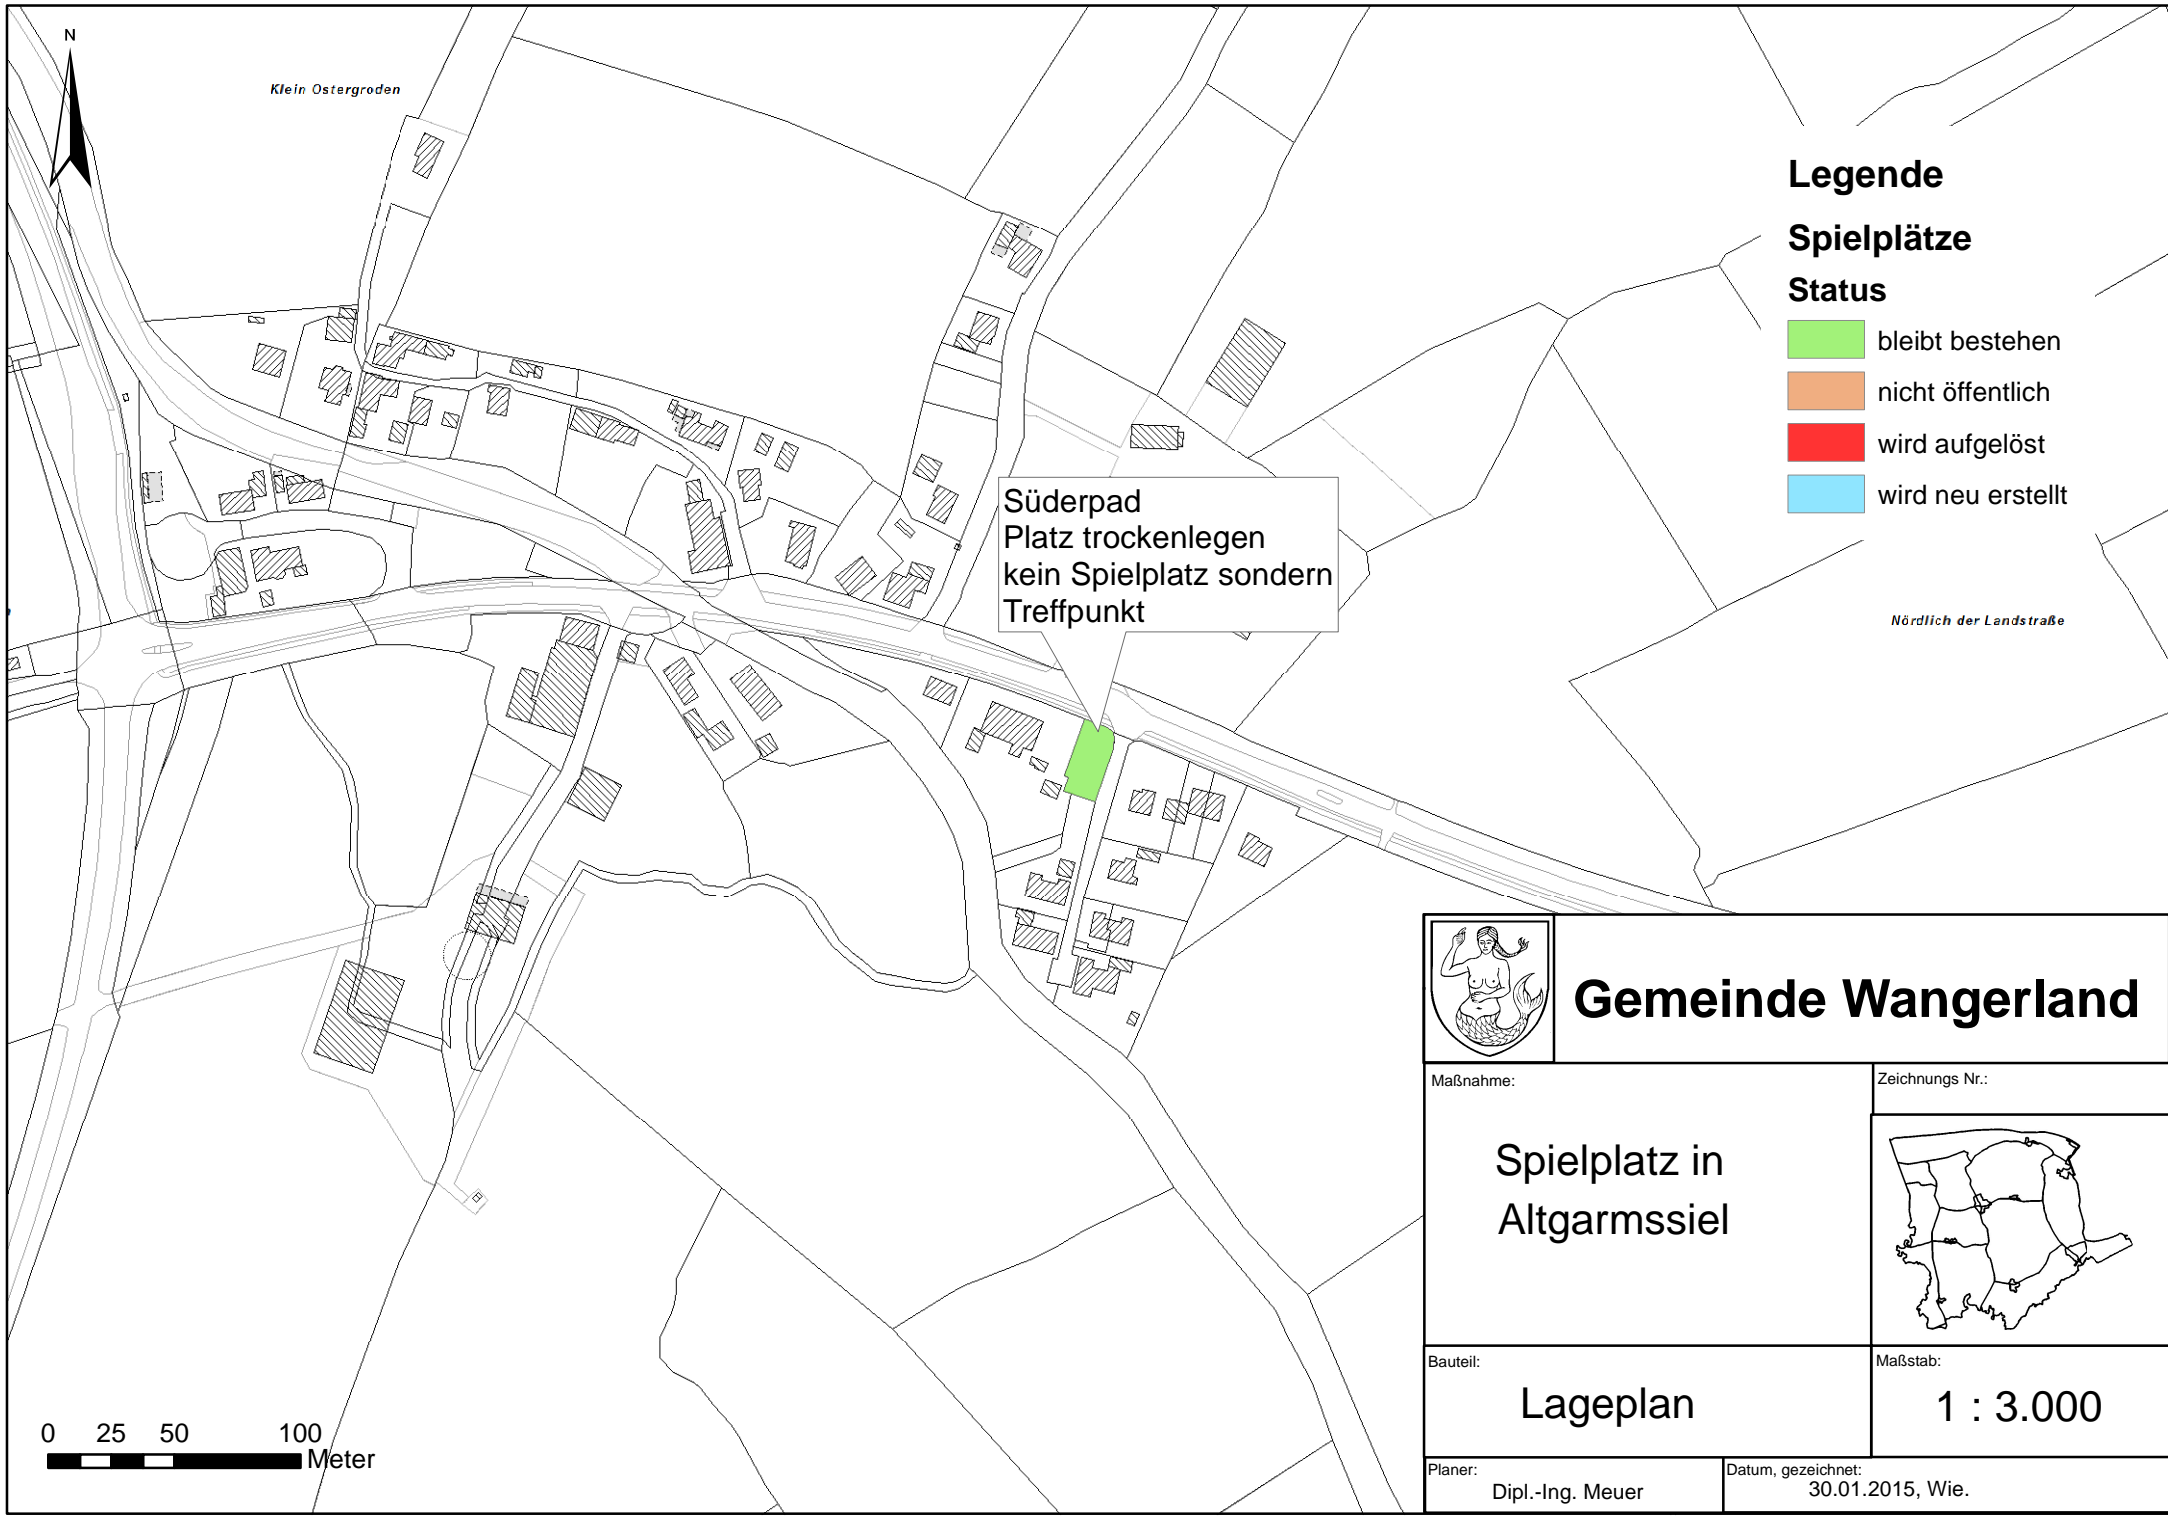 N
Klein Ostergroden
Legende
Spielplätze
Status
bleibt bestehen
nicht öffentlich
wird aufgelöst
wird neu erstellt
Süderpad
Platz trockenlegen
kein Spielplatz sondern
Treffpunkt
Nördlich der Landstraße
Gemeinde Wangerland
Maßnahme:
Zeichnungs Nr.:
Spielplatz in
Altgarmssiel
Bauteil:
Maßstab:
Lageplan
1 : 3.000
Planer:
Dipl.-Ing. Meuer
Datum, gezeichnet:
30.01.2015, Wie.
0 25 50 100
Meter